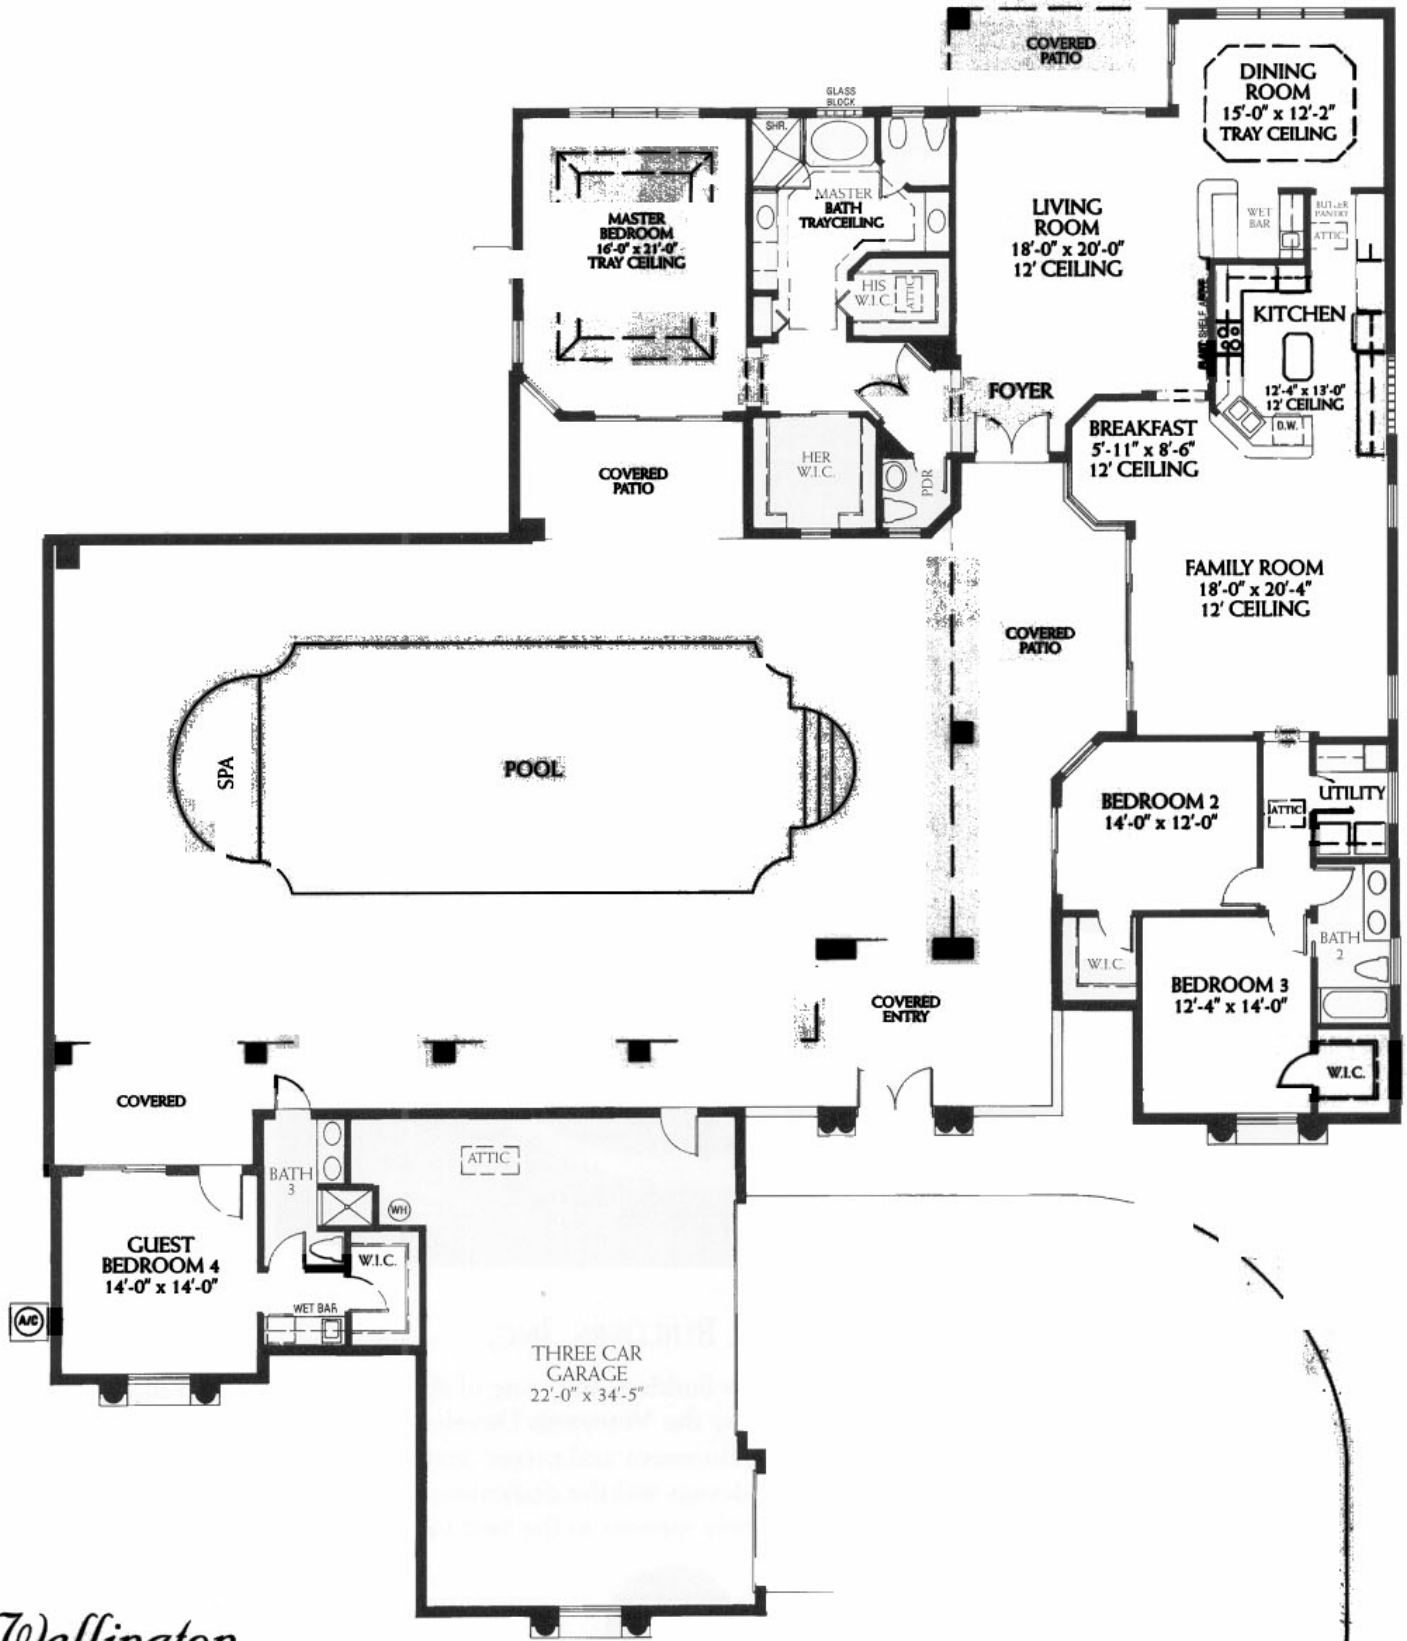 COVERED
PATIO
DINING
ROOM
15'-0" x 12'-2"
TRAY CEILING
GLASS
BLOCK
SHR.
MASTER
BATH
TRAYCEILING
MASTER
BEDROOM
16'-0" x 21'-0"
TRAY CEILING
LIVING
ROOM
18'-0" x 20'-0"
12' CEILING
WET
BAR
BUTLER
PANTRY
ATTIC
HIS
W.I.C.
ATTIC
PLANT SHELF ABOVE
KITCHEN
12'-4" x 13'-0"
12' CEILING
D.W.
FOYER
BREAKFAST
5'-11" x 8'-6"
12' CEILING
HER
W.I.C.
PDR
COVERED
PATIO
FAMILY ROOM
18'-0" x 20'-4"
12' CEILING
COVERED
PATIO
SPA
POOL
BEDROOM 2
14'-0" x 12'-0"
ATTIC
UTILITY
W.I.C.
BATH
2
BEDROOM 3
12'-4" x 14'-0"
W.I.C.
COVERED
ENTRY
COVERED
BATH
3
ATTIC
WH
GUEST
BEDROOM 4
14'-0" x 14'-0"
W.I.C.
WET BAR
A/C
THREE CAR
GARAGE
22'-0" x 34'-5"
Wellington